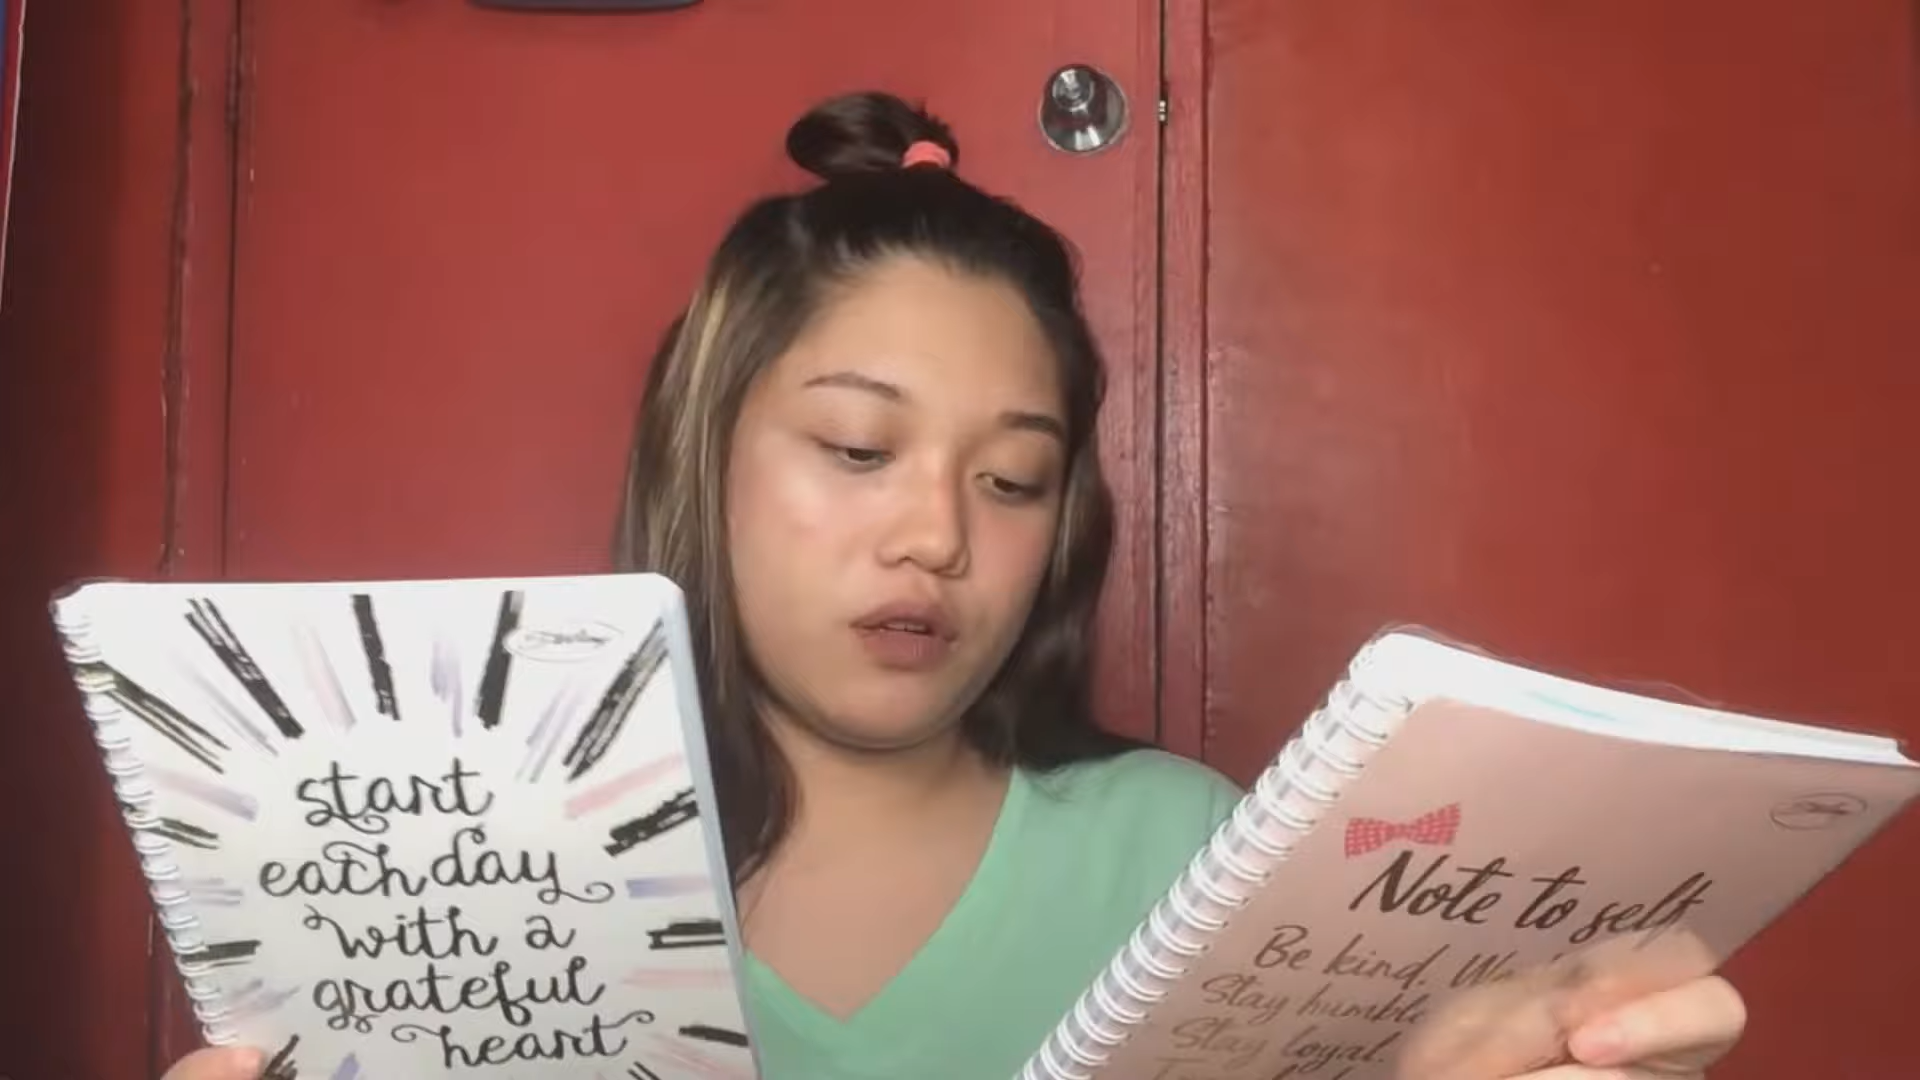 start
each day
with a
grateful
heart
Note to self
Be kind.
Stay humble
Stay loyal.